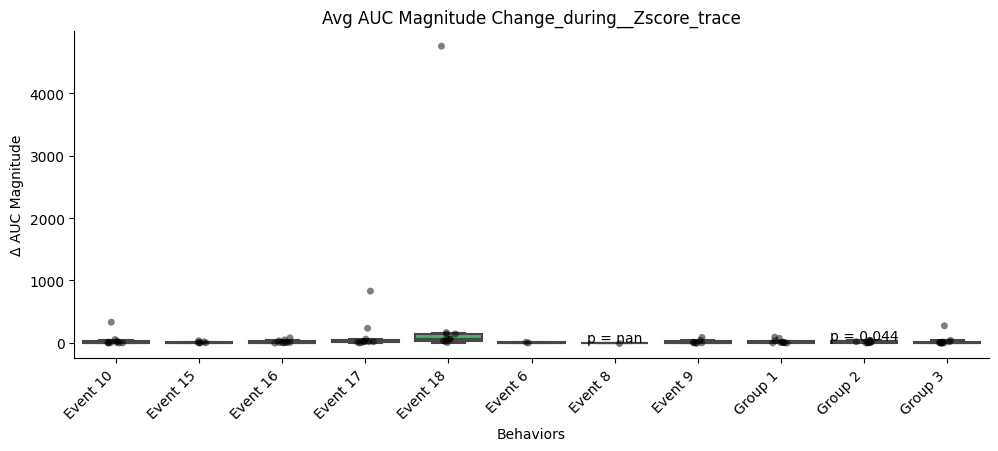 Avg AUC Magnitude Change_during__Zscore_trace
Δ AUC Magnitude
4000
3000
2000
1000
0
p = nan
p = 0.044
Event 10
Event 15
Event 16
Event 17
Event 18
Event 6
Event 8
Event 9
Group 1
Group 2
Group 3
Behaviors